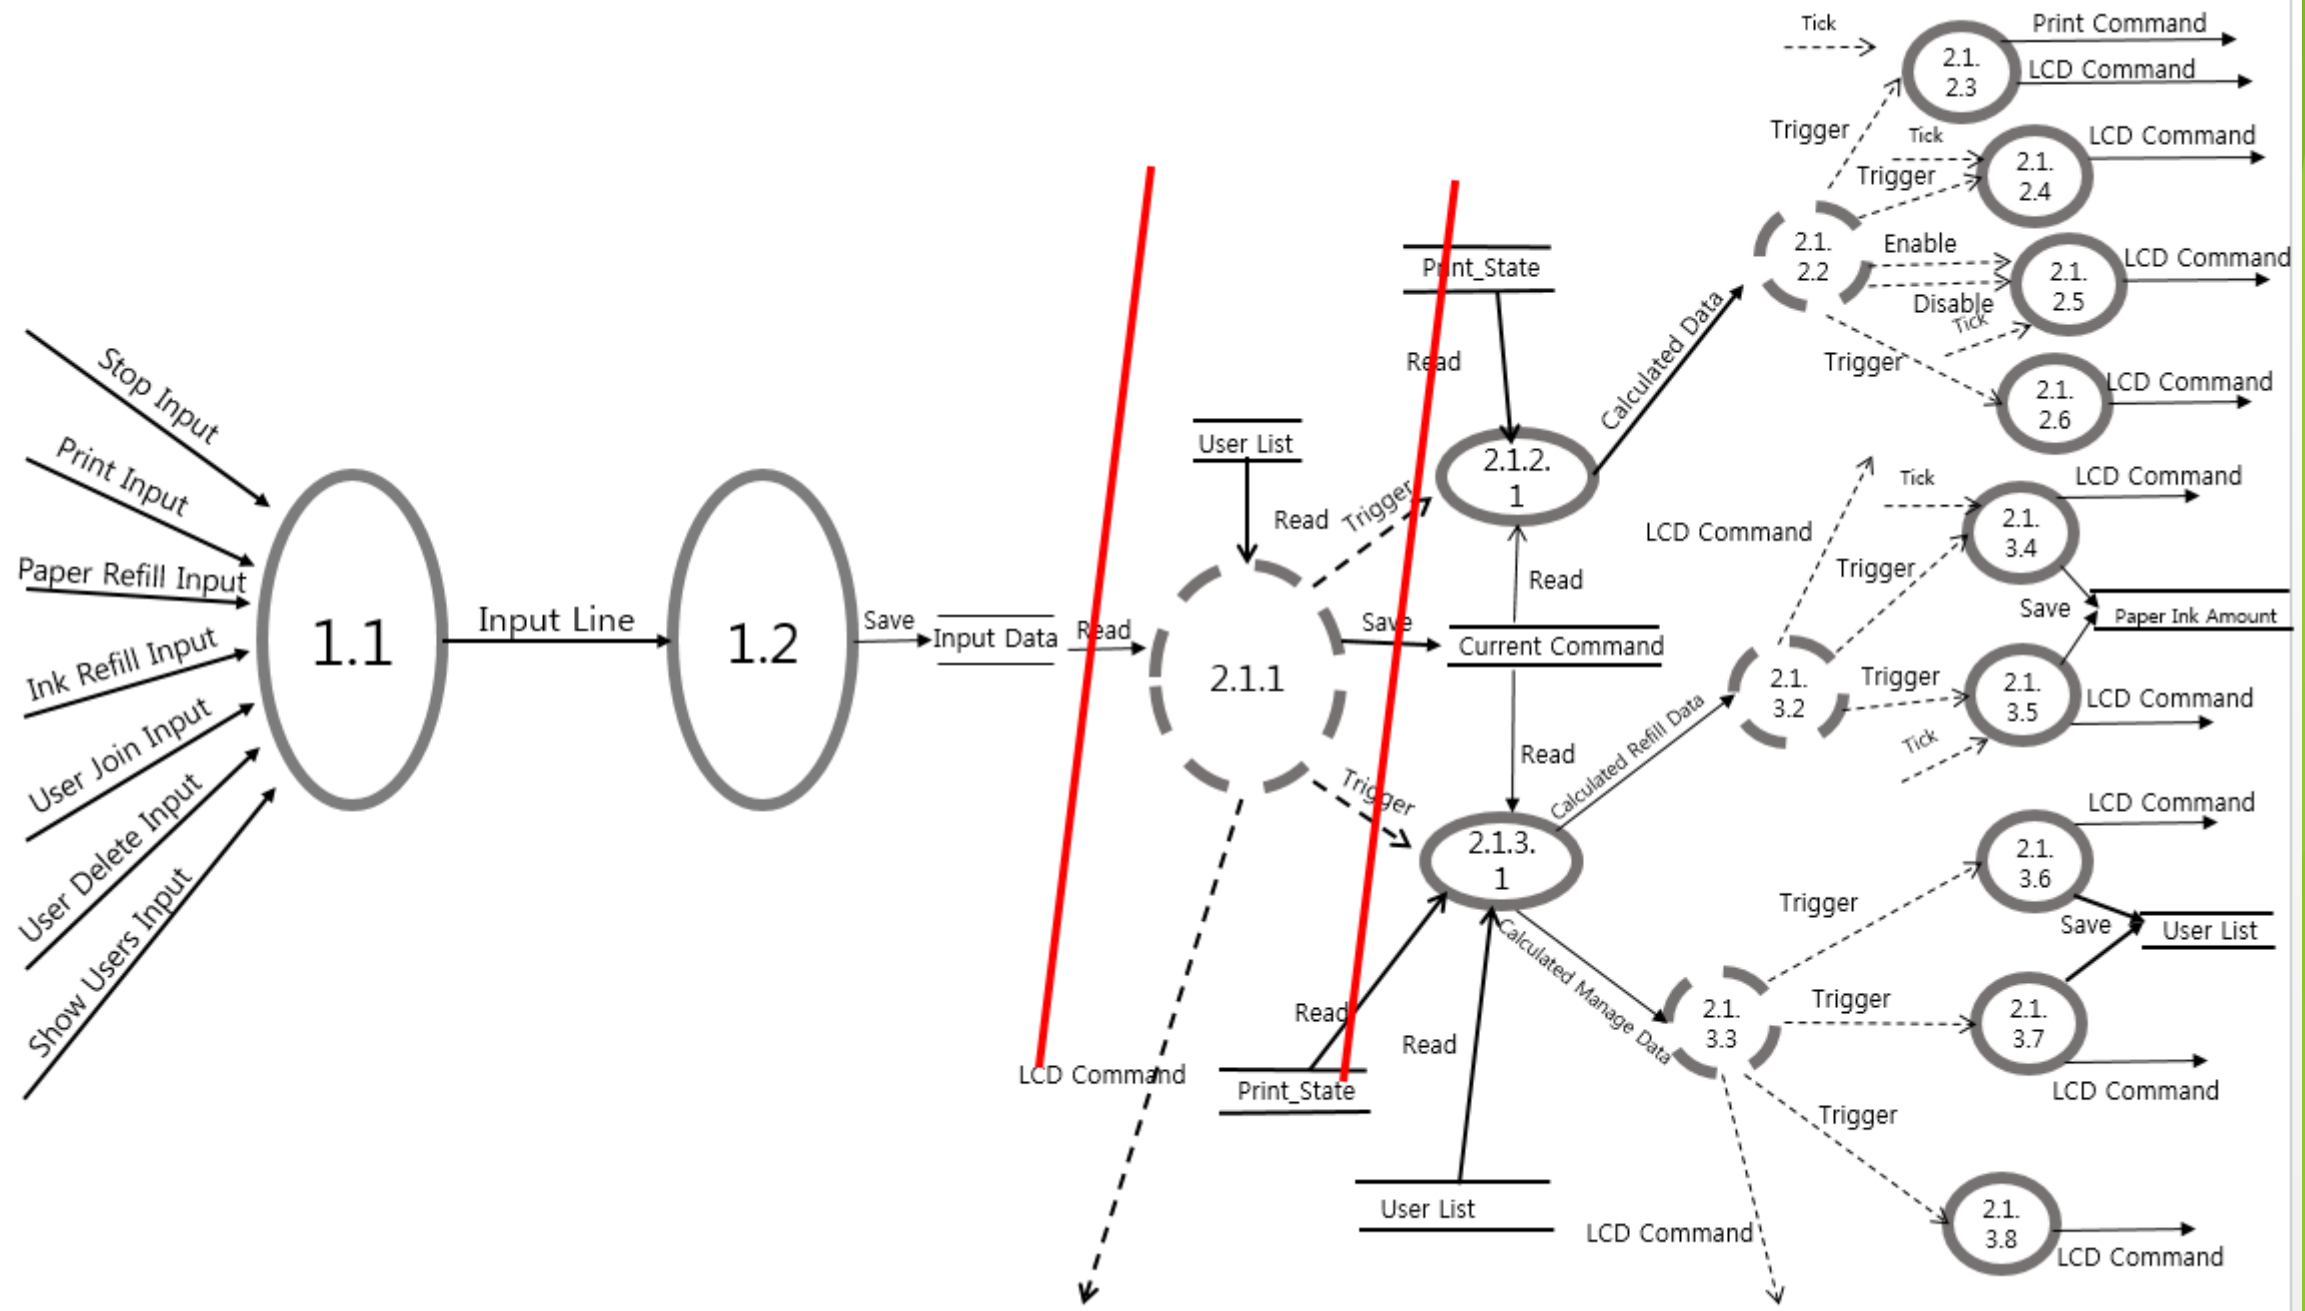 Stop Input
Print Input
Paper Refill Input
Ink Refill Input
User Join Input
User Delete Input
Show Users Input
1.1
Input Line
1.2
Save
Input Data
Read
User List
Read
2.1.1
LCD Command
Trigger
Save
Trigger
Print_State
Read
2.1.2.
1
Read
Current Command
Read
2.1.3.
1
Read
Print_State
Read
User List
Calculated Data
Calculated Refill Data
Calculated Manage Data
2.1.
2.2
Trigger
Tick
2.1.
2.3
Print Command
LCD Command
Tick
Trigger
2.1.
2.4
LCD Command
Enable
Disable
Tick
2.1.
2.5
LCD Command
Trigger
2.1.
2.6
LCD Command
LCD Command
2.1.
3.2
Tick
Trigger
2.1.
3.4
LCD Command
Save
Paper Ink Amount
Trigger
Tick
2.1.
3.5
LCD Command
2.1.
3.3
Trigger
2.1.
3.6
LCD Command
Save
User List
Trigger
2.1.
3.7
LCD Command
Trigger
LCD Command
2.1.
3.8
LCD Command